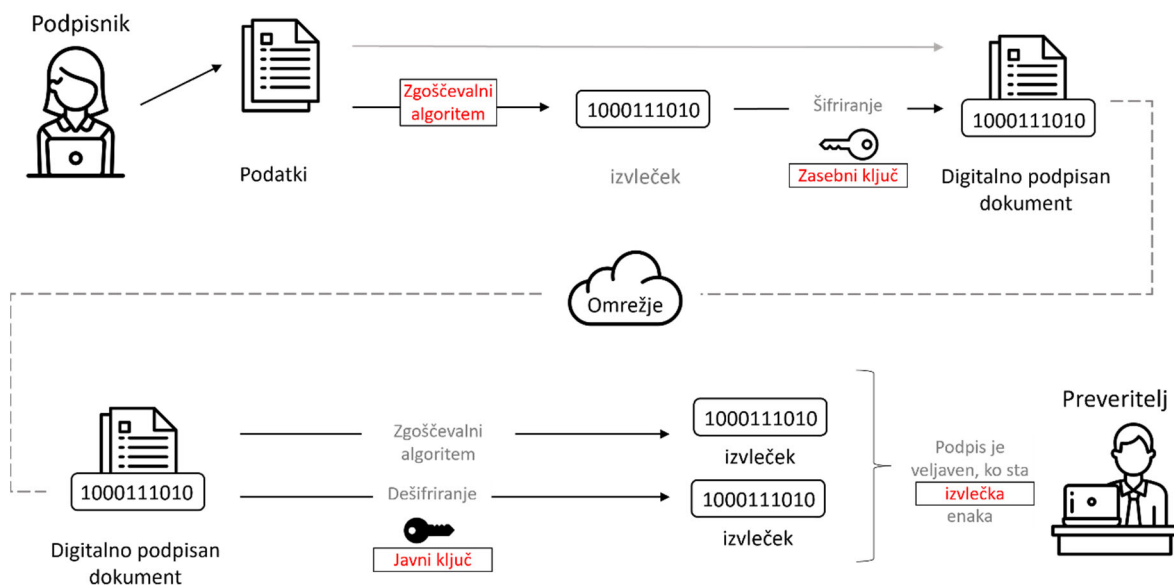 Podpisnik
Zgoščevalni
algoritem
1000111010
Šifriranje
1000111010
Podatki
izvleček
Zasebni ključ
Digitalno podpisan
dokument
Omrežje
1000111010
Digitalno podpisan
dokument
Zgoščevalni
algoritem
1000111010
izvleček
Dešifriranje
Javni ključ
1000111010
izvleček
Podpis je
veljaven, ko sta
izvlečka
enaka
Preveritelj